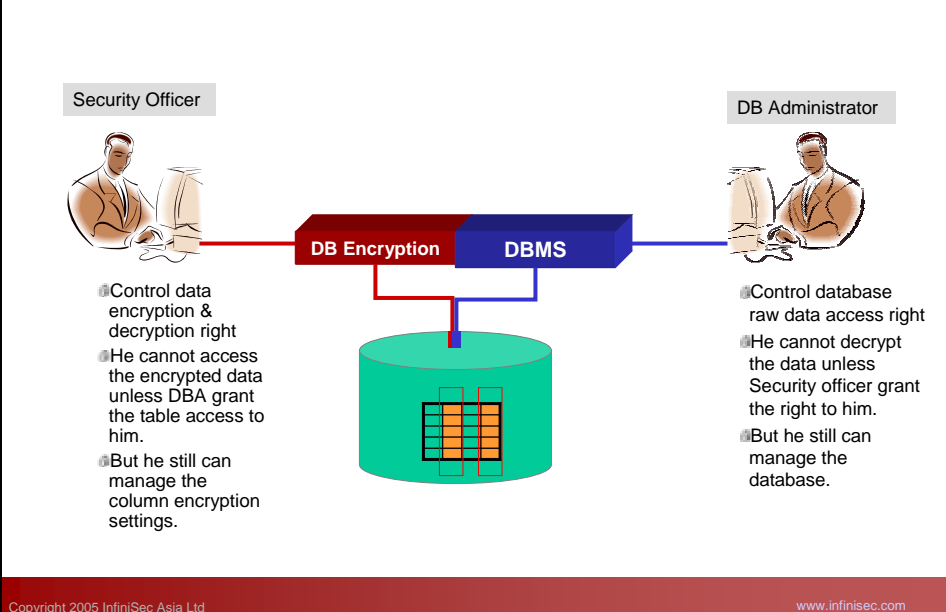 Security Officer
DB Administrator
DB Encryption
DBMS
Control data
encryption &
decryption right
He cannot access
the encrypted data
unless DBA grant
the table access to
him.
But he still can
manage the
column encryption
settings.
Control database
raw data access right
He cannot decrypt
the data unless
Security officer grant
the right to him.
But he still can
manage the
database.
Copyright 2005 InfiniSec Asia Ltd
www.infinisec.com